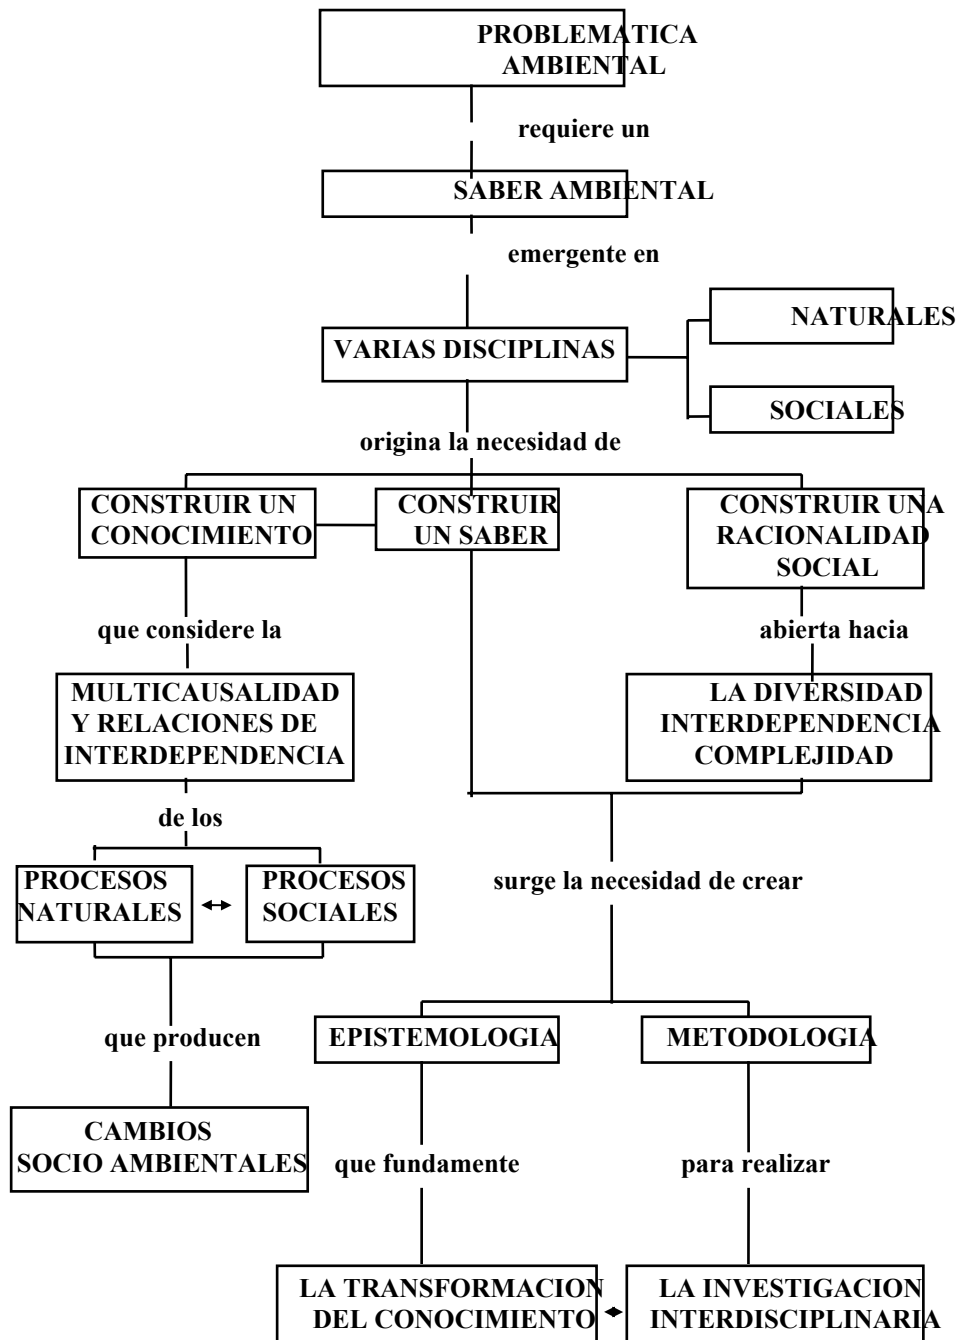 PROBLEMATICA
AMBIENTAL
requiere un
SABER AMBIENTAL
emergente en
VARIAS DISCIPLINAS
NATURALES
SOCIALES
origina la necesidad de
CONSTRUIR UN
CONOCIMIENTO
CONSTRUIR
UN SABER
CONSTRUIR UNA
RACIONALIDAD
SOCIAL
que considere la
abierta hacia
MULTICAUSALIDAD
Y RELACIONES DE
INTERDEPENDENCIA
LA DIVERSIDAD
INTERDEPENDENCIA
COMPLEJIDAD
de los
PROCESOS
NATURALES
PROCESOS
SOCIALES
surge la necesidad de crear
que producen
EPISTEMOLOGIA
METODOLOGIA
CAMBIOS
SOCIO AMBIENTALES
que fundamente
para realizar
LA TRANSFORMACION
DEL CONOCIMIENTO
LA INVESTIGACION
INTERDISCIPLINARIA